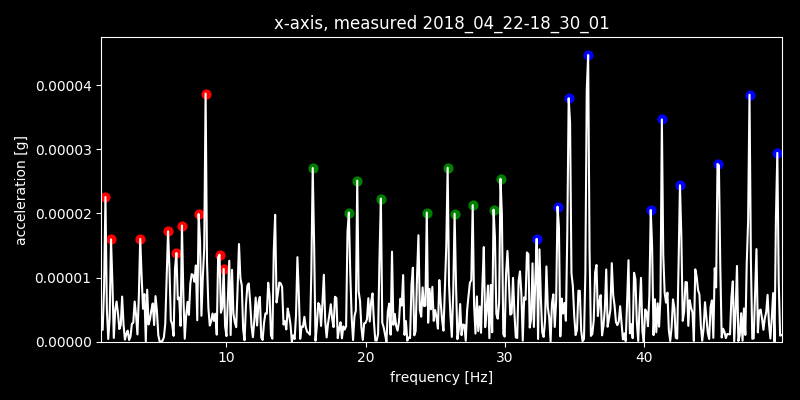 x-axis, measured 2018_04_22-18_30_01
0.00004
0.00003
0.00002
0.00001
0.00000
acceleration [g]
10 20 30 40
frequency [Hz]